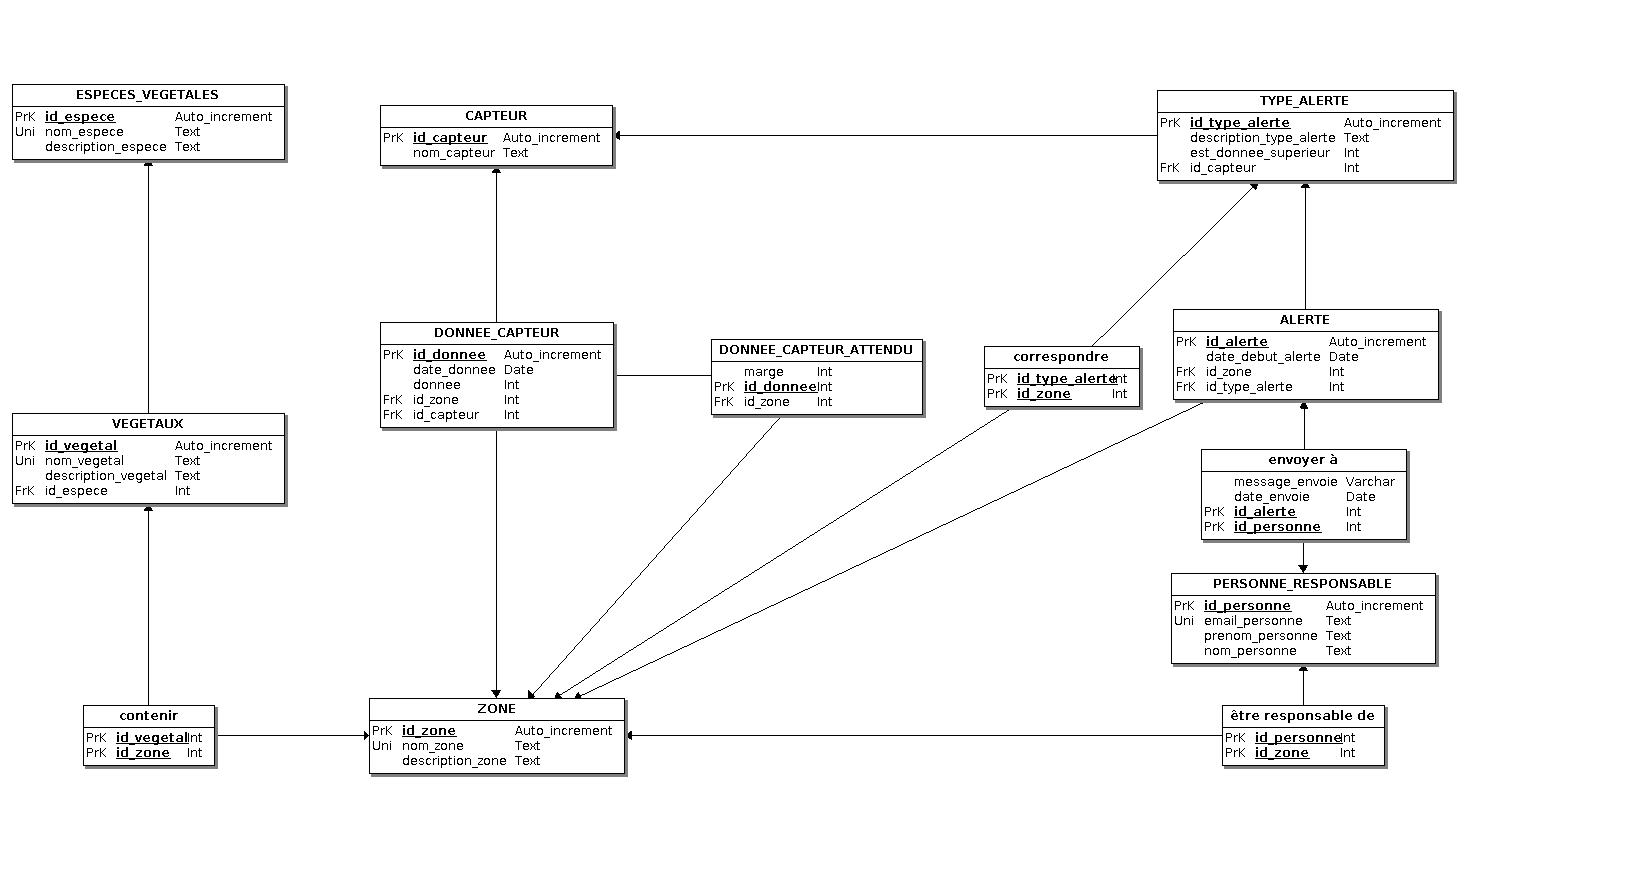 ESPECES_VEGETALES
PrK id_espece Auto_increment
Uni nom_espece Text
description_espece Text
CAPTEUR
PrK id_capteur Auto_increment
nom_capteur Text
TYPE_ALERTE
PrK id_type_alerte Auto_increment
description_type_alerte Text
est_donnee_superieur Int
FrK id_capteur Int
DONNEE_CAPTEUR
PrK id_donnee Auto_increment
date_donnee Date
donnee Int
FrK id_zone Int
FrK id_capteur Int
DONNEE_CAPTEUR_ATTENDU
marge Int
PrK id_donnee Int
FrK id_zone Int
correspondre
PrK id_type_alerte Int
PrK id_zone Int
ALERTE
PrK id_alerte Auto_increment
date_debut_alerte Date
FrK id_zone Int
FrK id_type_alerte Int
VEGETAUX
PrK id_vegetal Auto_increment
Uni nom_vegetal Text
description_vegetal Text
FrK id_espece Int
envoyer à
message_envoie Varchar
date_envoie Date
PrK id_alerte Int
PrK id_personne Int
PERSONNE_RESPONSABLE
PrK id_personne Auto_increment
Uni email_personne Text
prenom_personne Text
nom_personne Text
contenir
PrK id_vegetal Int
PrK id_zone Int
ZONE
PrK id_zone Auto_increment
Uni nom_zone Text
description_zone Text
être responsable de
PrK id_personne Int
PrK id_zone Int